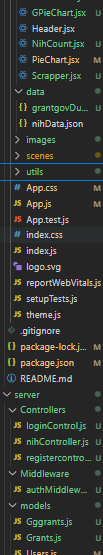 GPieChart.jsx
Header.jsx
NihCount.jsx
PieChart.jsx M
Scrapper.jsx
data
grantgovDu...
nihData.json
images
scenes
utils
App.css M
App.js M
App.test.js
index.css
index.js
logo.svg
reportWebVitals.js
setupTests.js
theme.js
.gitignore
package-lock.j... M
package.json M
README.md
server
Controllers
loginControl.js
nihController.js
registercontrol...
Middleware
authMiddlew...
models
Gggrants.js
Grants.js
Users.js